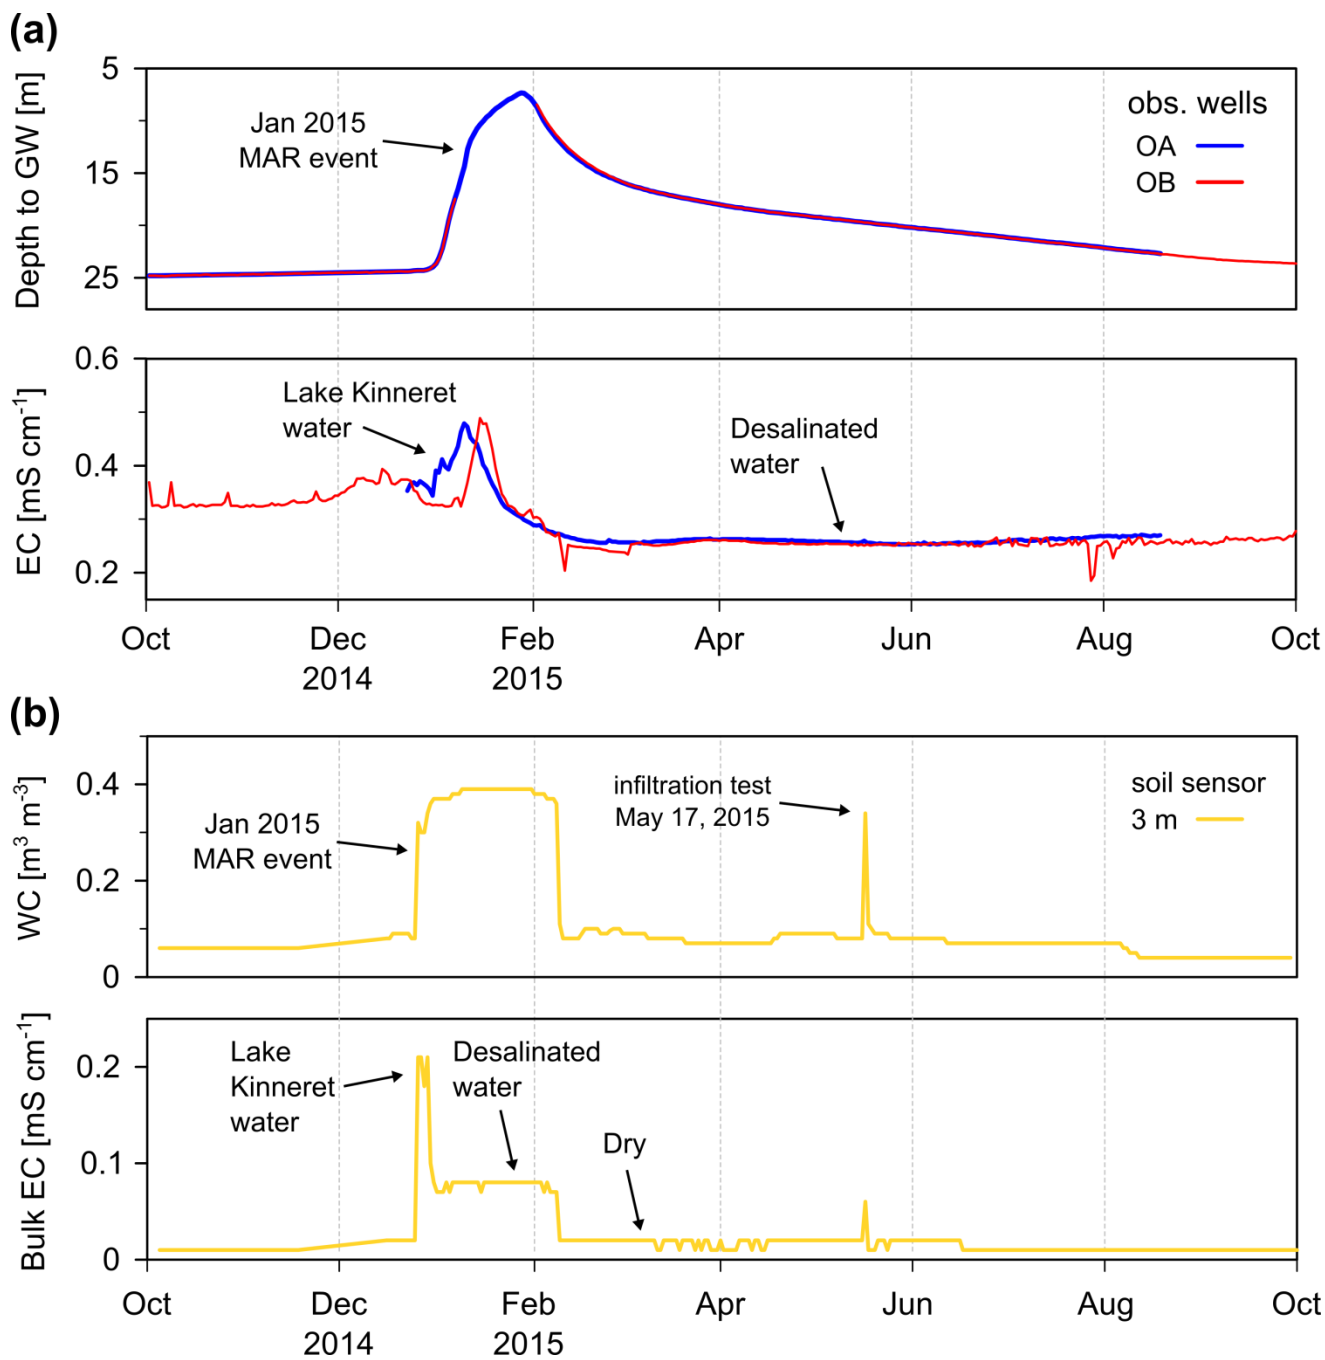 (a)
Depth to GW [m]
5
15
25
Jan 2015
MAR event
obs. wells
OA
OB
EC [mS cm-1]
0.6
0.4
0.2
Lake Kinneret
water
Desalinated
water
Oct
Dec
Feb
Apr
Jun
Aug
Oct
2014
2015
(b)
WC [m3 m-3]
0.4
0.2
0
Jan 2015
MAR event
infiltration test
May 17, 2015
soil sensor
3 m
Bulk EC [mS cm-1]
0.2
0.1
0
Lake
Kinneret
water
Desalinated
water
Dry
Oct
Dec
Feb
Apr
Jun
Aug
Oct
2014
2015